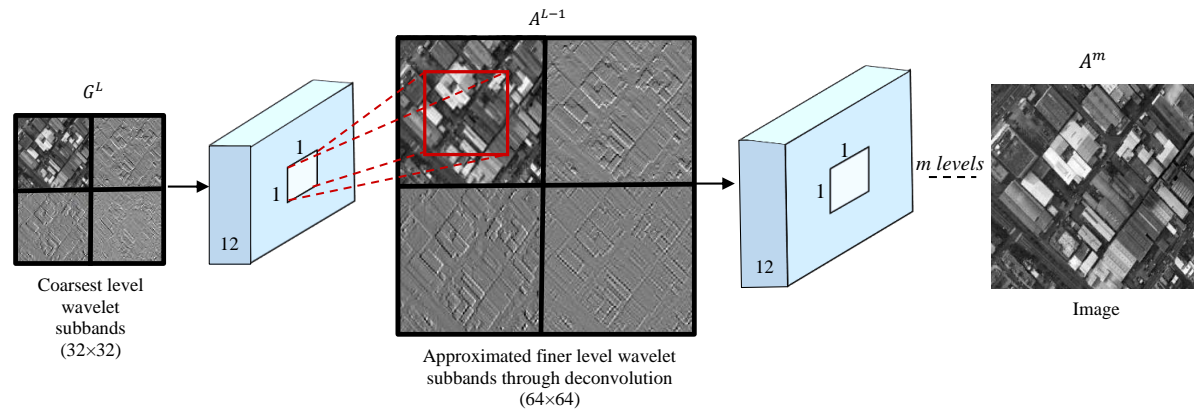 G^L
Coarsest level
wavelet
subbands
(32×32)
1
1
12
A^{L-1}
Approximated finer level wavelet
subbands through deconvolution
(64×64)
1
1
12
m levels
A^m
Image